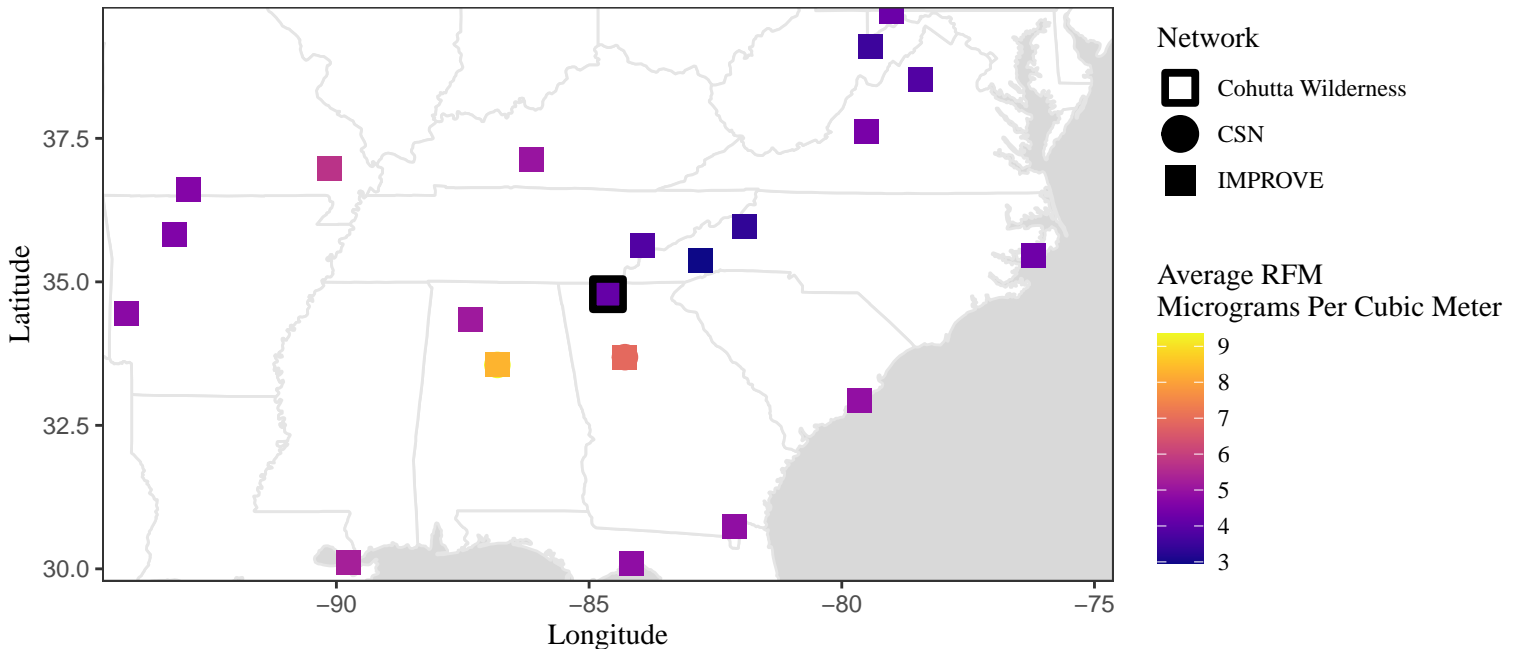 37.5
35.0
32.5
30.0
Latitude
−90
−85
−80
−75
Longitude
Network
Cohutta Wilderness
CSN
IMPROVE
Average RFM
Micrograms Per Cubic Meter
9
8
7
6
5
4
3